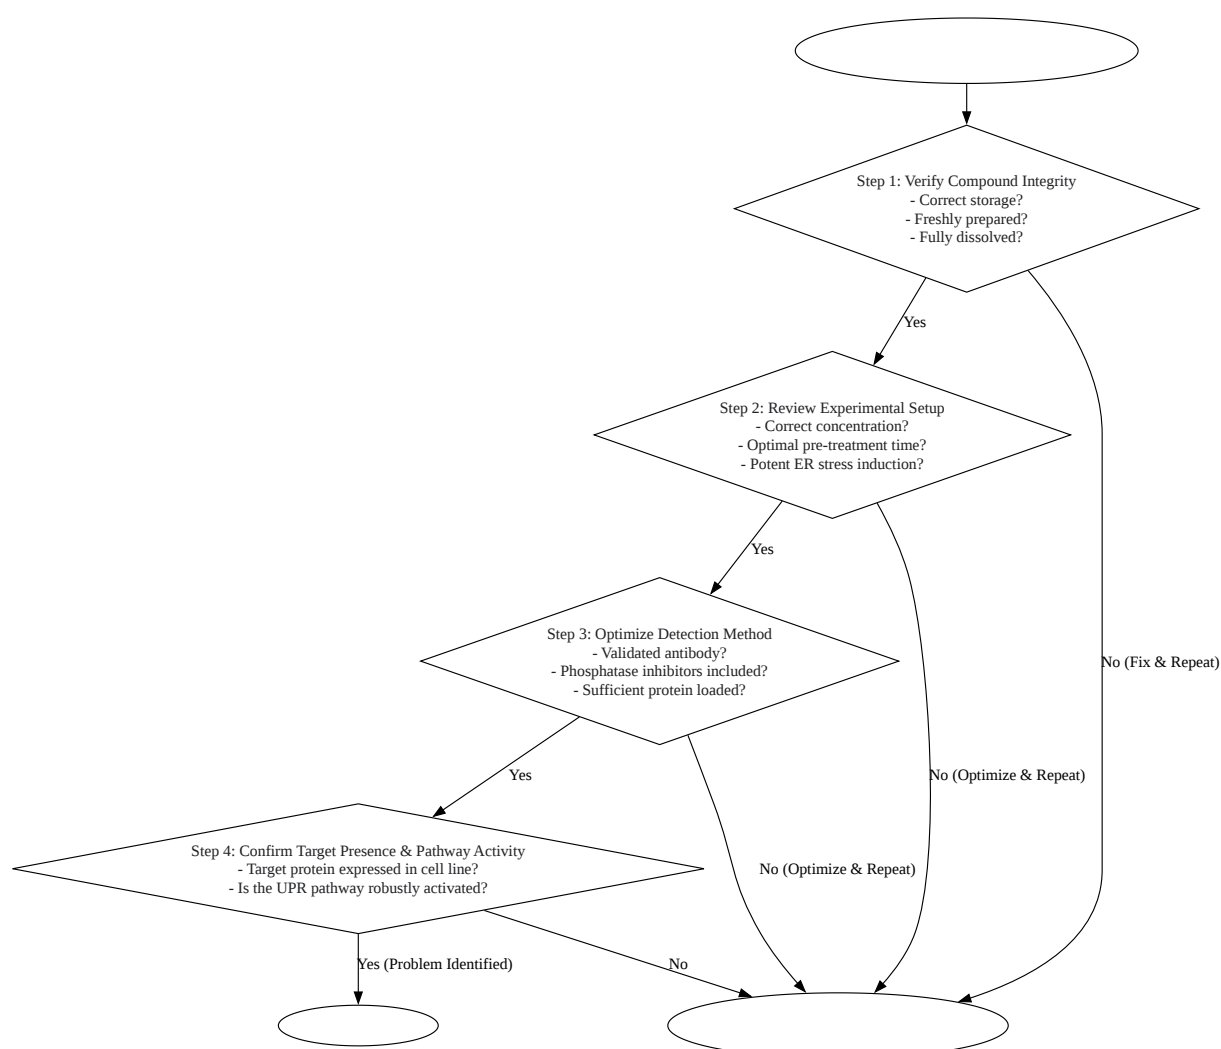 Step 1: Verify Compound Integrity
- Correct storage?
- Freshly prepared?
- Fully dissolved?
Yes
Step 2: Review Experimental Setup
- Correct concentration?
- Optimal pre-treatment time?
- Potent ER stress induction?
Yes
Step 3: Optimize Detection Method
- Validated antibody?
- Phosphatase inhibitors included?
- Sufficient protein loaded?
No (Fix & Repeat)
Yes
No (Optimize & Repeat)
Step 4: Confirm Target Presence & Pathway Activity
- Target protein expressed in cell line?
- Is the UPR pathway robustly activated?
No (Optimize & Repeat)
Yes (Problem Identified)
No